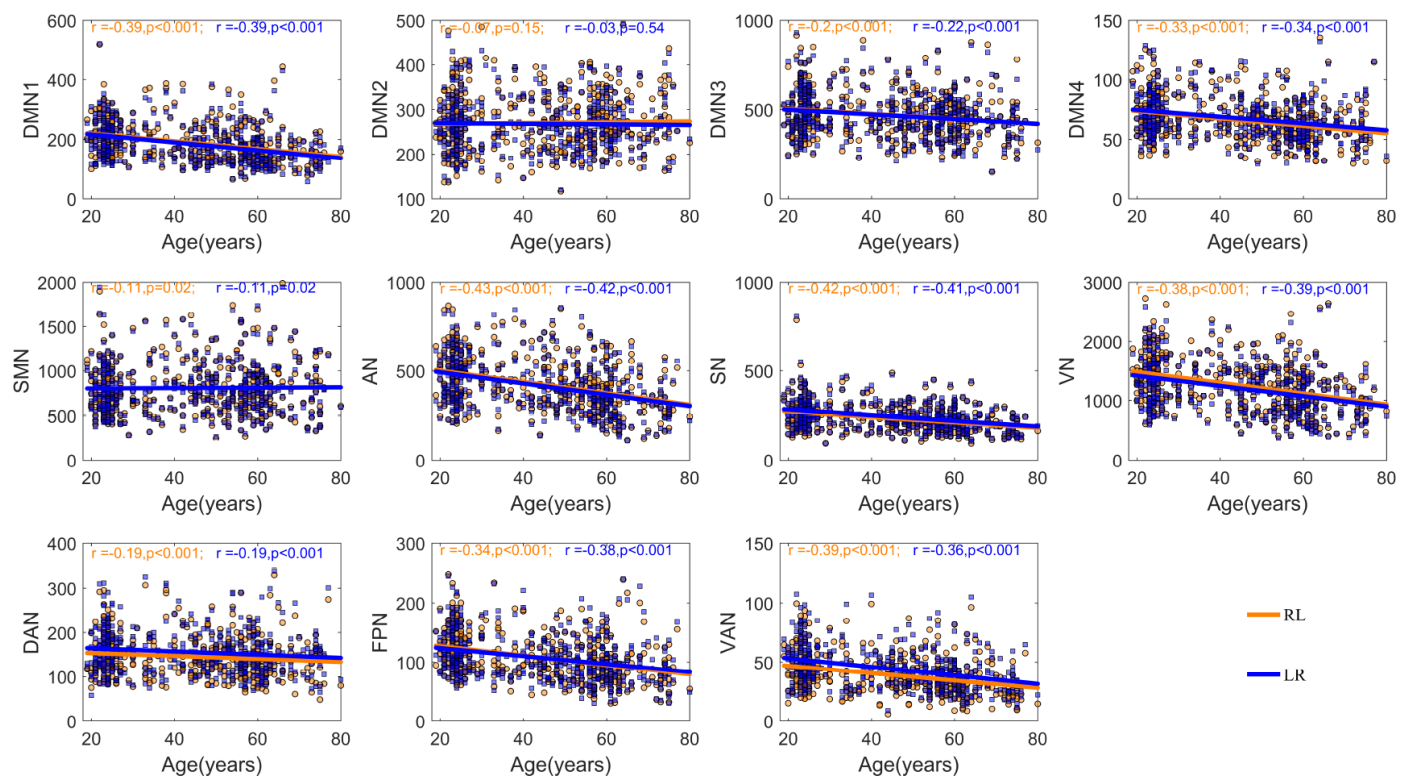 r =-0.39,p<0.001; r =-0.39,p<0.001
600
400
200
0
DMN1
20 40 60 80
Age(years)
r =-0.07,p=0.15; r =-0.03,p=0.54
500
400
300
200
100
DMN2
20 40 60 80
Age(years)
r =-0.2,p<0.001; r =-0.22,p<0.001
1000
500
0
DMN3
20 40 60 80
Age(years)
r =-0.33,p<0.001; r =-0.34,p<0.001
150
100
50
0
DMN4
20 40 60 80
Age(years)
r =-0.11,p=0.02; r =-0.11,p=0.02
2000
1500
1000
500
0
SMN
20 40 60 80
Age(years)
r =-0.43,p<0.001; r =-0.42,p<0.001
1000
500
0
AN
20 40 60 80
Age(years)
r =-0.42,p<0.001; r =-0.41,p<0.001
1000
500
0
SN
20 40 60 80
Age(years)
r =-0.38,p<0.001; r =-0.39,p<0.001
3000
2000
1000
0
VN
20 40 60 80
Age(years)
r =-0.19,p<0.001; r =-0.19,p<0.001
400
300
200
100
0
DAN
20 40 60 80
Age(years)
r =-0.34,p<0.001; r =-0.38,p<0.001
300
200
100
0
FPN
20 40 60 80
Age(years)
r =-0.39,p<0.001; r =-0.36,p<0.001
150
100
50
0
VAN
20 40 60 80
Age(years)
RL
LR